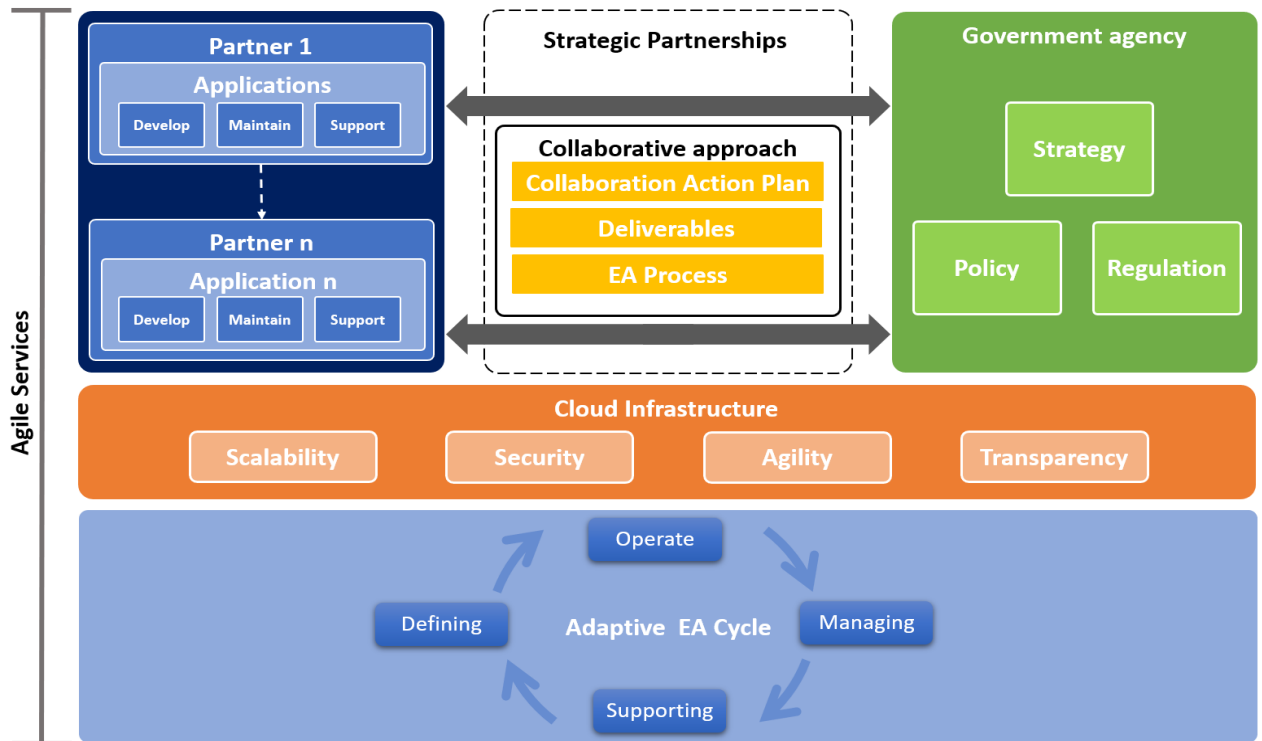 Agile Services
Partner 1
Applications
Develop
Maintain
Support
Partner n
Application n
Develop
Maintain
Support
Strategic Partnerships
Collaborative approach
Collaboration Action Plan
Deliverables
EA Process
Government agency
Strategy
Policy
Regulation
Cloud Infrastructure
Scalability
Security
Agility
Transparency
Operate
Defining
Adaptive EA Cycle
Managing
Supporting